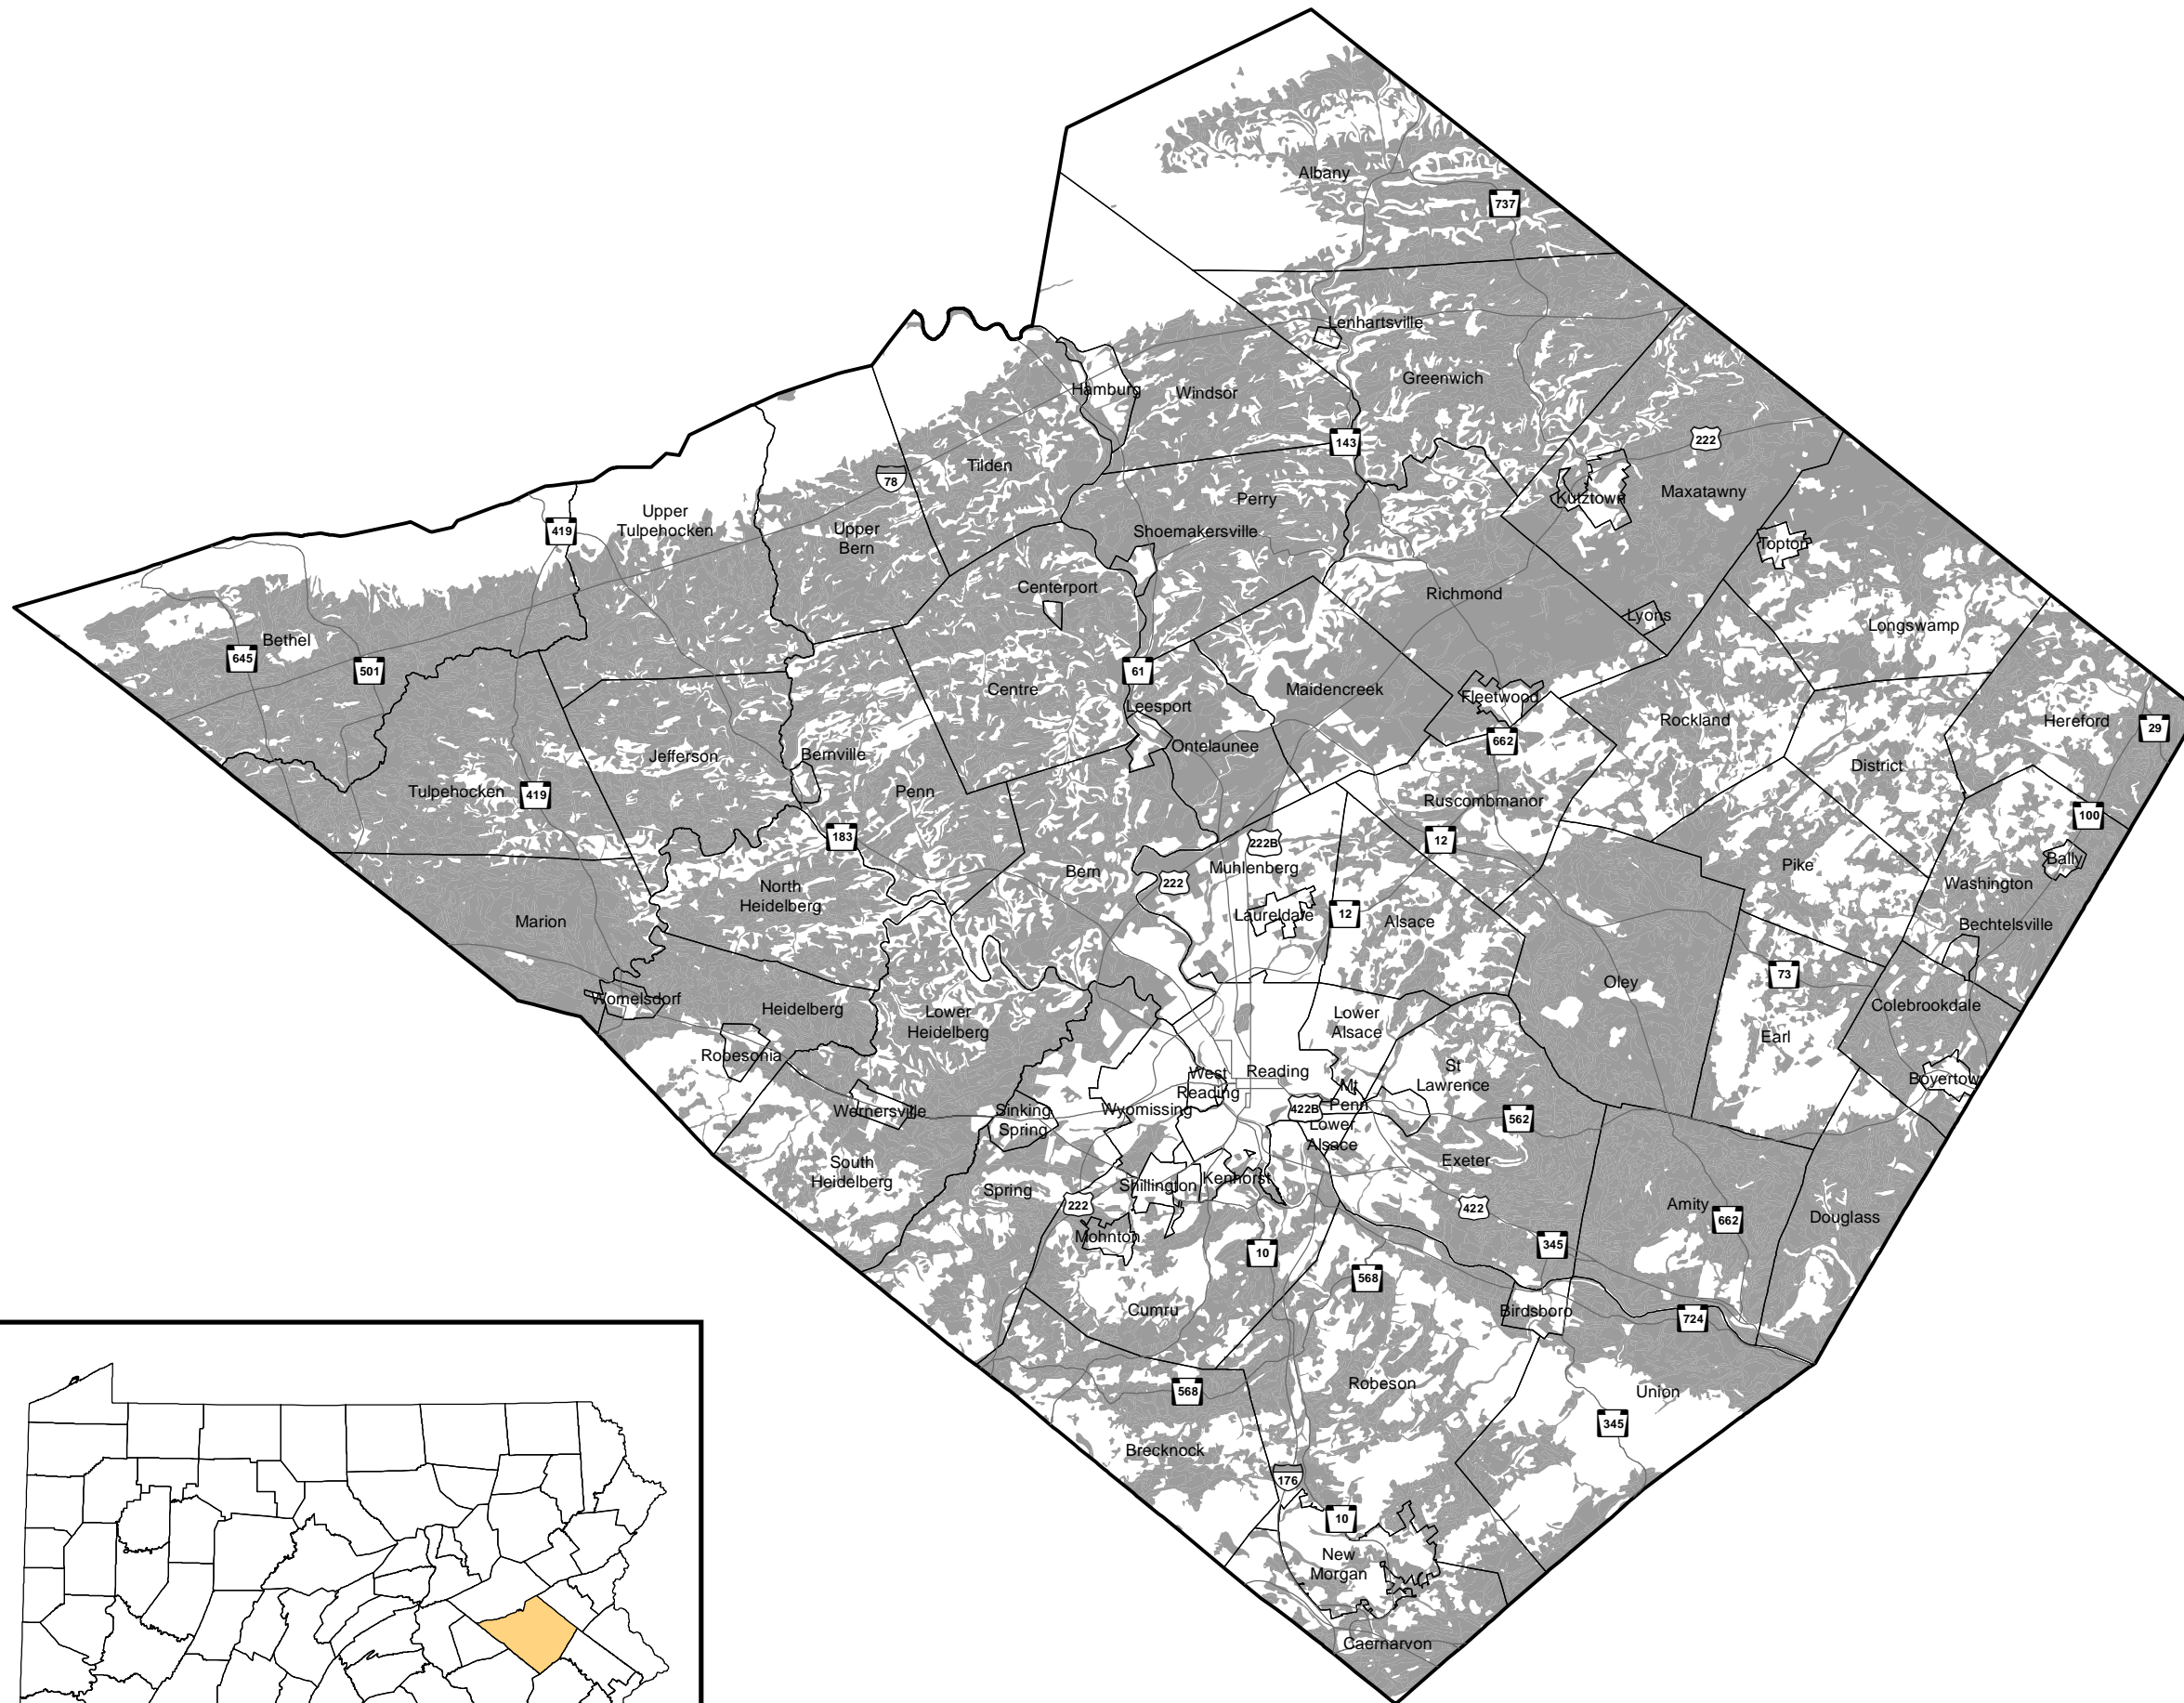 Albany
737
Lenhartsville
Greenwich
Hamburg
Windsor
143
222
Tilden
78
Kutztown
Maxatawny
Perry
Upper
Tulpehocken
419
Upper
Bern
Shoemakersville
Topton
Centerport
Richmond
Lyons
Longswamp
Bethel
645
501
61
Centre
Maidencreek
Fleetwood
Leesport
Rockland
Hereford
29
Ontelaunee
662
Jefferson
Bernville
District
Tulpehocken
419
Penn
Ruscombmanor
100
183
222B
12
Muhlenberg
Bern
222
Pike
Bally
Washington
North
Heidelberg
Laureldale
12
Alsace
Marion
Bechtelsville
73
Oley
Womelsdorf
Heidelberg
Lower
Heidelberg
Lower
Alsace
Colebrookdale
Earl
Robesonia
West
Reading
Reading
St
Lawrence
Boyertow
Mt
Penn
Wernersville
Sinking
Spring
Wyomissing
422B
562
Lower
Alsace
Exeter
South
Heidelberg
Spring
Shillington
Kenhorst
222
422
Amity
662
Douglass
Mohnton
10
345
568
Cumru
Birdsboro
724
568
Robeson
Union
345
Brecknock
176
10
New
Morgan
Caernarvon